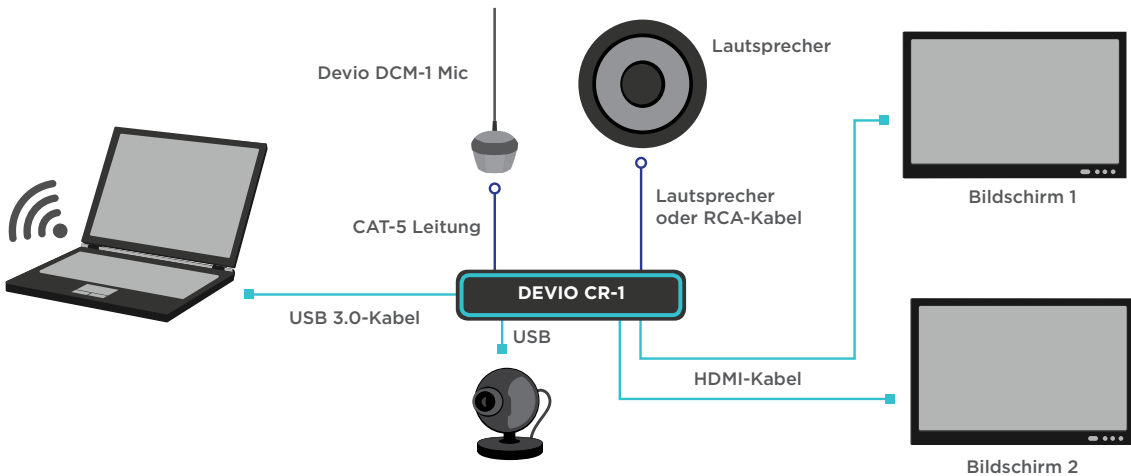 Lautsprecher
Devio DCM-1 Mic
Lautsprecher
oder RCA-Kabel
Bildschirm 1
CAT-5 Leitung
DEVIO CR-1
USB 3.0-Kabel
USB
HDMI-Kabel
Bildschirm 2